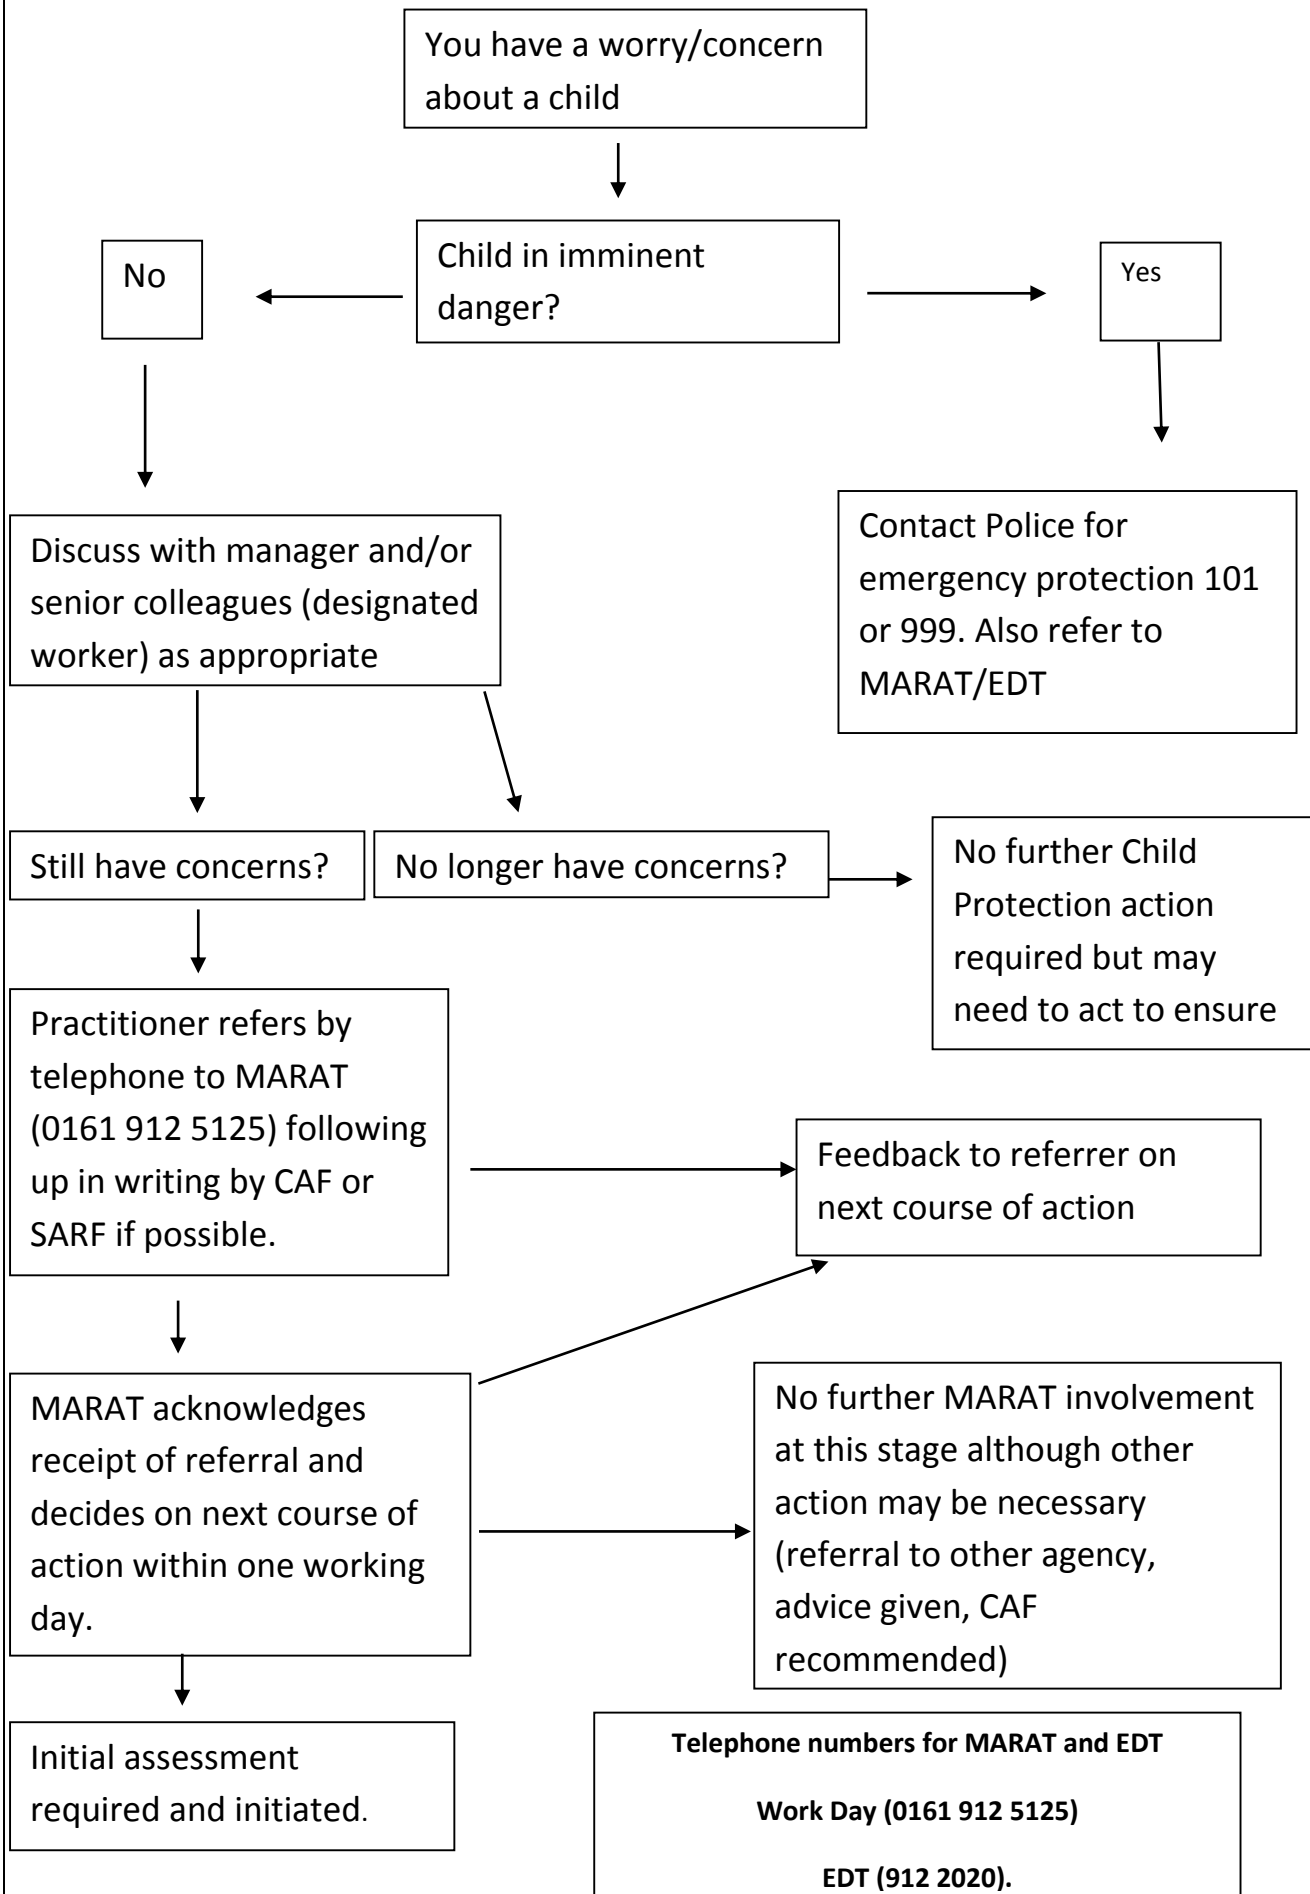 You have a worry/concern
about a child
Child in imminent
danger?
No
Yes
Discuss with manager and/or
senior colleagues (designated
worker) as appropriate
Contact Police for
emergency protection 101
or 999. Also refer to
MARAT/EDT
Still have concerns?
No longer have concerns?
No further Child
Protection action
required but may
need to act to ensure
Practitioner refers by
telephone to MARAT
(0161 912 5125) following
up in writing by CAF or
SARF if possible.
Feedback to referrer on
next course of action
MARAT acknowledges
receipt of referral and
decides on next course of
action within one working
day.
No further MARAT involvement
at this stage although other
action may be necessary
(referral to other agency,
advice given, CAF
recommended)
Initial assessment
required and initiated.
Telephone numbers for MARAT and EDT
Work Day (0161 912 5125)
EDT (912 2020).